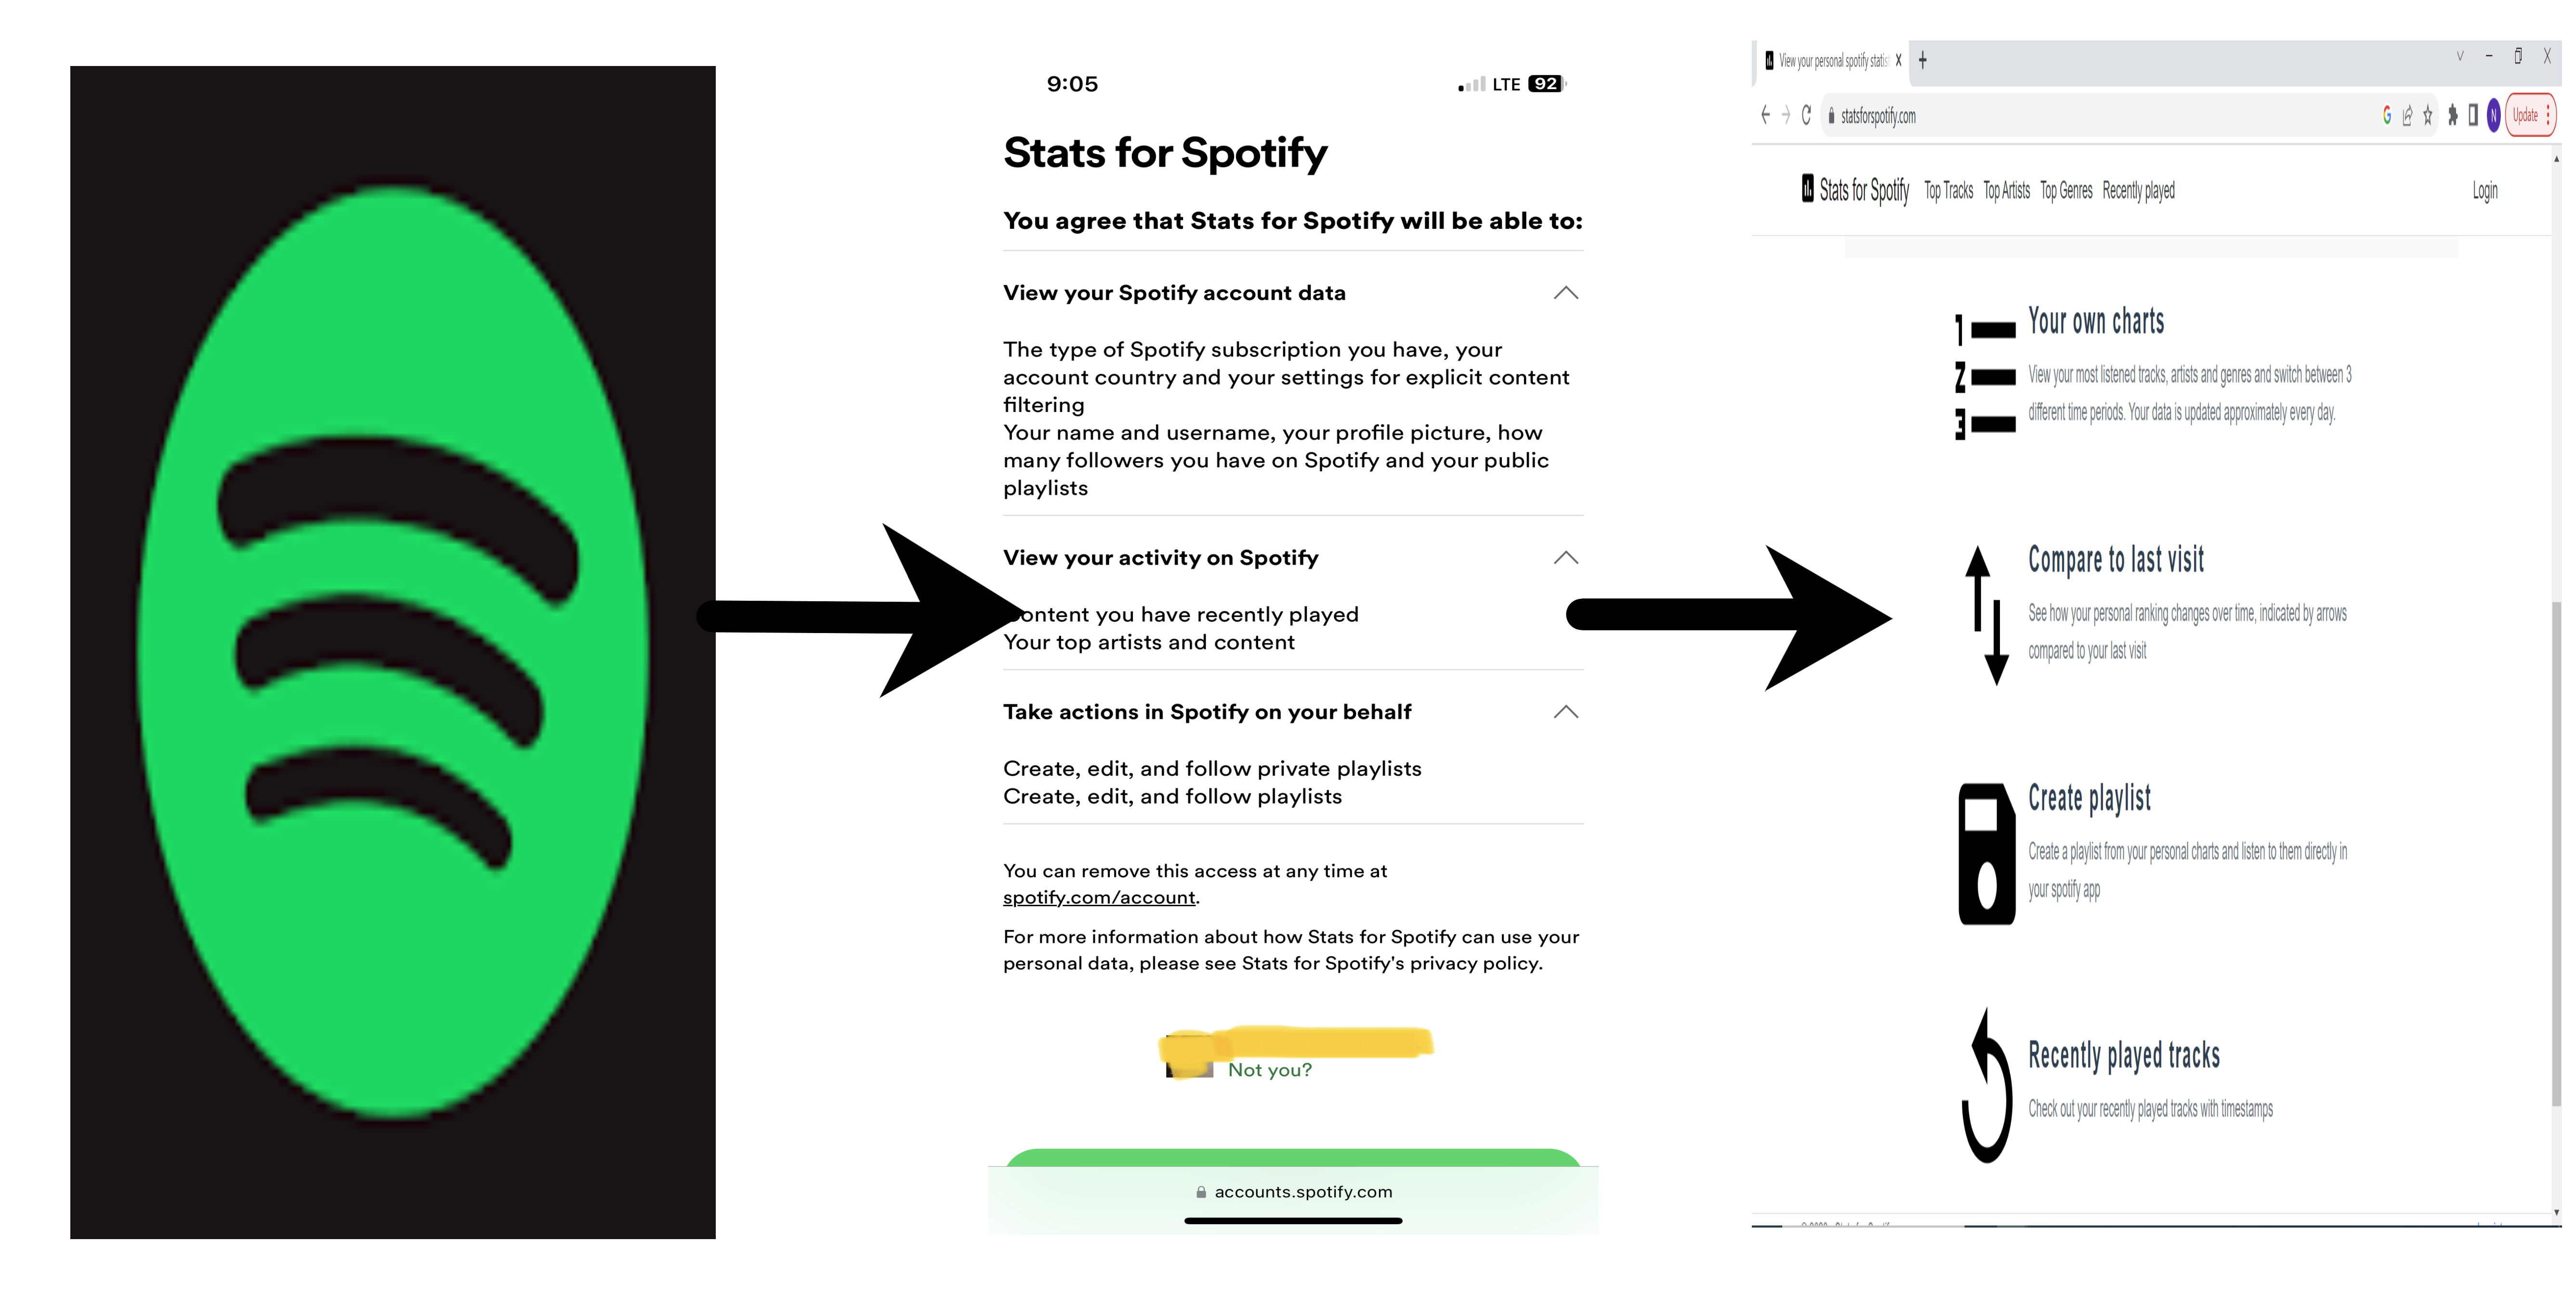 9:05
LTE 92
Stats for Spotify
You agree that Stats for Spotify will be able to:
View your Spotify account data
The type of Spotify subscription you have, your
account country and your settings for explicit content
filtering
Your name and username, your profile picture, how
many followers you have on Spotify and your public
playlists
View your activity on Spotify
ontent you have recently played
Your top artists and content
Take actions in Spotify on your behalf
Create, edit, and follow private playlists
Create, edit, and follow playlists
You can remove this access at any time at
spotify.com/account.
For more information about how Stats for Spotify can use your
personal data, please see Stats for Spotify's privacy policy.
Not you?
accounts.spotify.com
View your personal spotify statis
statsforspotify.com
N
Update
Stats for Spotify Top Tracks Top Artists Top Genres Recently played Login
1
2
3
Your own charts
View your most listened tracks, artists and genres and switch between 3
different time periods. Your data is updated approximately every day.
Compare to last visit
See how your personal ranking changes over time, indicated by arrows
compared to your last visit
Create playlist
Create a playlist from your personal charts and listen to them directly in
your spotify app
Recently played tracks
Check out your recently played tracks with timestamps